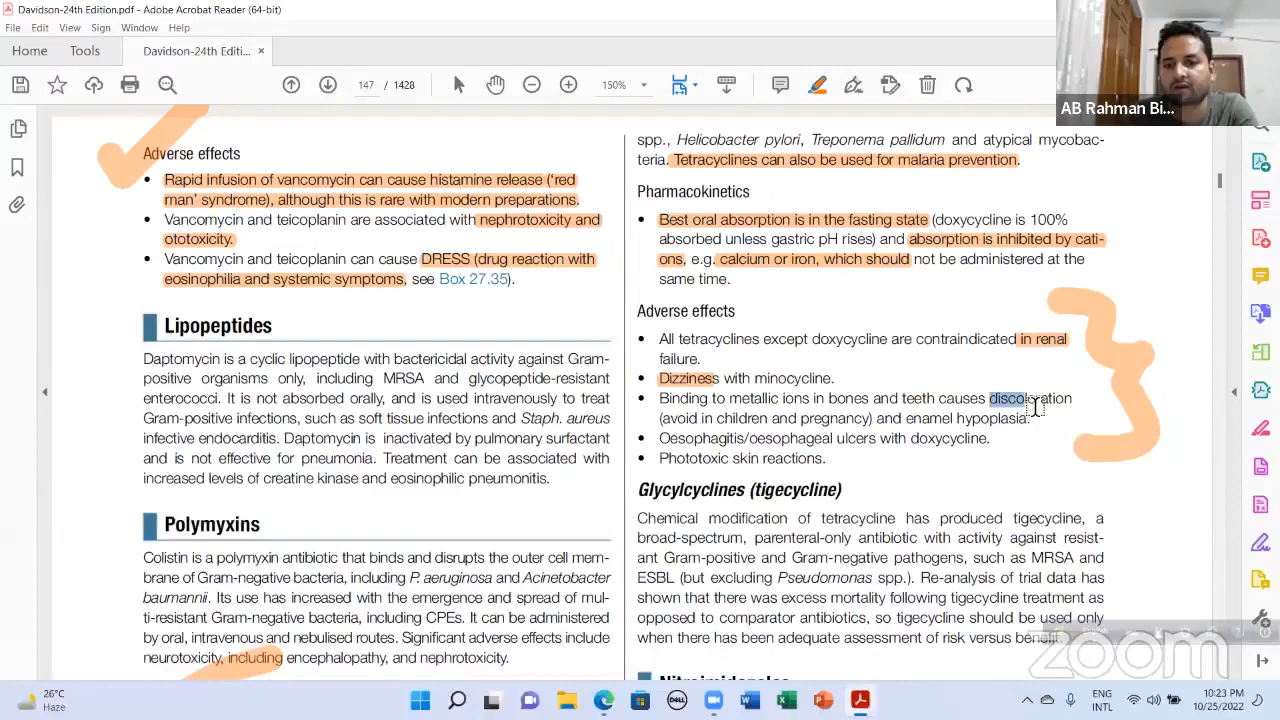 Davidson-24th Edition.pdf - Adobe Acrobat Reader (64-bit)
File Edit View Sign Window Help
Home Tools Davidson-24th Editi... ×
147 / 1428 150%
AB Rahman Bi...
Adverse effects
• Rapid infusion of vancomycin can cause histamine release ('red
man' syndrome), although this is rare with modern preparations.
• Vancomycin and teicoplanin are associated with nephrotoxicity and
ototoxicity.
• Vancomycin and teicoplanin can cause DRESS (drug reaction with
eosinophilia and systemic symptoms, see Box 27.35).
Lipopeptides
Daptomycin is a cyclic lipopeptide with bactericidal activity against Gram-
positive organisms only, including MRSA and glycopeptide-resistant
enterococci. It is not absorbed orally, and is used intravenously to treat
Gram-positive infections, such as soft tissue infections and Staph. aureus
infective endocarditis. Daptomycin is inactivated by pulmonary surfactant
and is not effective for pneumonia. Treatment can be associated with
increased levels of creatine kinase and eosinophilic pneumonitis.
Polymyxins
Colistin is a polymyxin antibiotic that binds and disrupts the outer cell mem-
brane of Gram-negative bacteria, including P. aeruginosa and Acinetobacter
baumannii. Its use has increased with the emergence and spread of mul-
ti-resistant Gram-negative bacteria, including CPEs. It can be administered
by oral, intravenous and nebulised routes. Significant adverse effects include
neurotoxicity, including encephalopathy, and nephrotoxicity.
spp., Helicobacter pylori, Treponema pallidum and atypical mycobac-
teria. Tetracyclines can also be used for malaria prevention.
Pharmacokinetics
• Best oral absorption is in the fasting state (doxycycline is 100%
absorbed unless gastric pH rises) and absorption is inhibited by cati-
ons, e.g. calcium or iron, which should not be administered at the
same time.
Adverse effects
• All tetracyclines except doxycycline are contraindicated in renal
failure.
• Dizziness with minocycline.
• Binding to metallic ions in bones and teeth causes discoloration
(avoid in children and pregnancy) and enamel hypoplasia.
• Oesophagitis/oesophageal ulcers with doxycycline.
• Phototoxic skin reactions.
Glycylcyclines (tigecycline)
Chemical modification of tetracycline has produced tigecycline, a
broad-spectrum, parenteral-only antibiotic with activity against resist-
ant Gram-positive and Gram-negative pathogens, such as MRSA and
ESBL (but excluding Pseudomonas spp.). Re-analysis of trial data has
shown that there was excess mortality following tigecycline treatment as
opposed to comparator antibiotics, so tigecycline should be used only
when there has been adequate assessment of risk versus benefit.
Nitroimidazoles
zoom
26°C
Haze
DELL
ENG
INTL
10:23 PM
10/25/2022